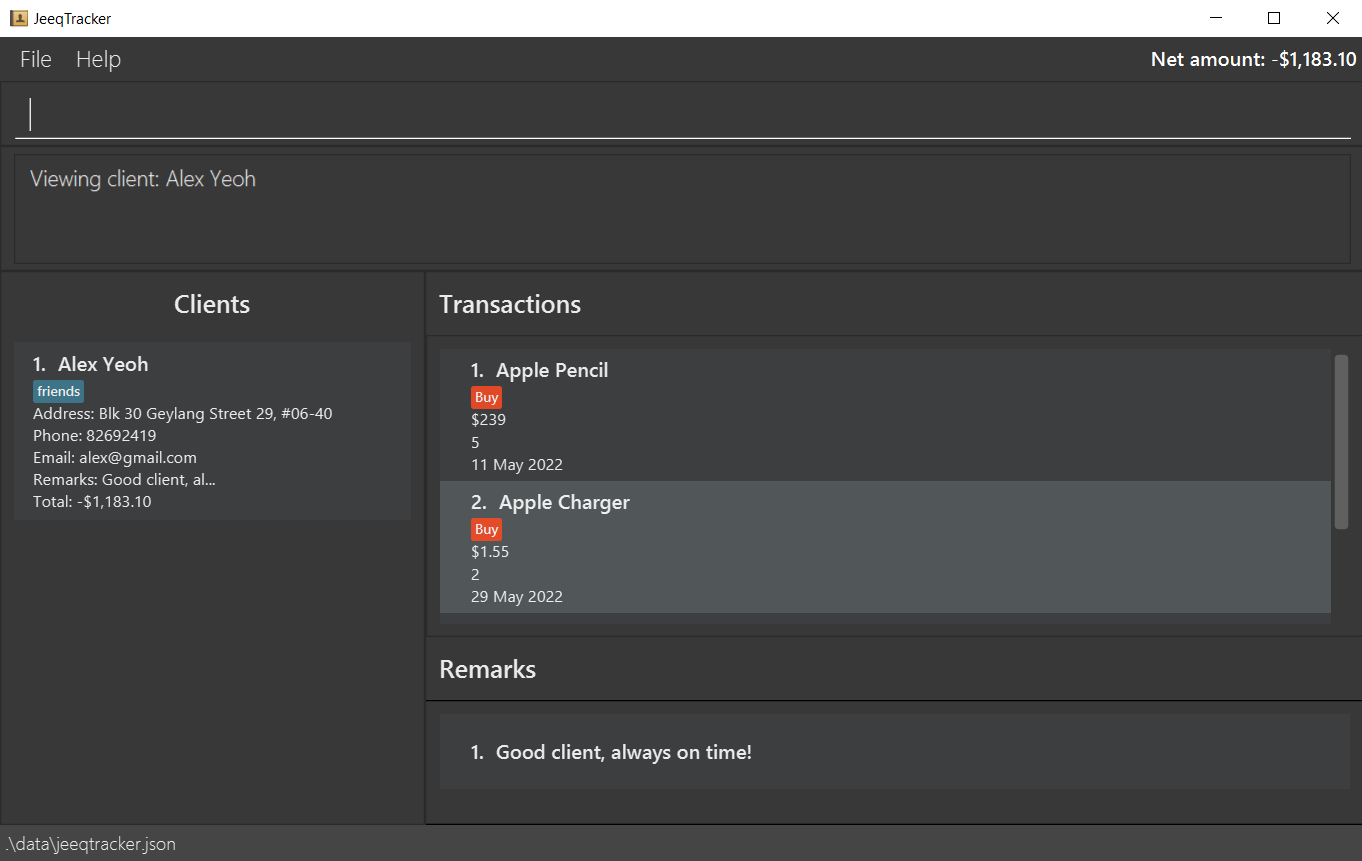 JeeqTracker
File Help Net amount: -$1,183.10
Viewing client: Alex Yeoh
Clients
1. Alex Yeoh
friends
Address: Blk 30 Geylang Street 29, #06-40
Phone: 82692419
Email: alex@gmail.com
Remarks: Good client, al...
Total: -$1,183.10
Transactions
1. Apple Pencil
Buy
$239
5
11 May 2022
2. Apple Charger
Buy
$1.55
2
29 May 2022
Remarks
1. Good client, always on time!
.\data\jeeqtracker.json